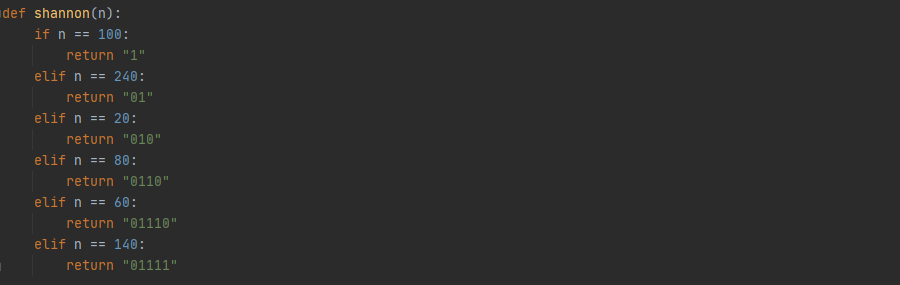 def shannon(n):
    if n == 100:
        return "1"
    elif n == 240:
        return "01"
    elif n == 20:
        return "010"
    elif n == 80:
        return "0110"
    elif n == 60:
        return "01110"
    elif n == 140:
        return "01111"